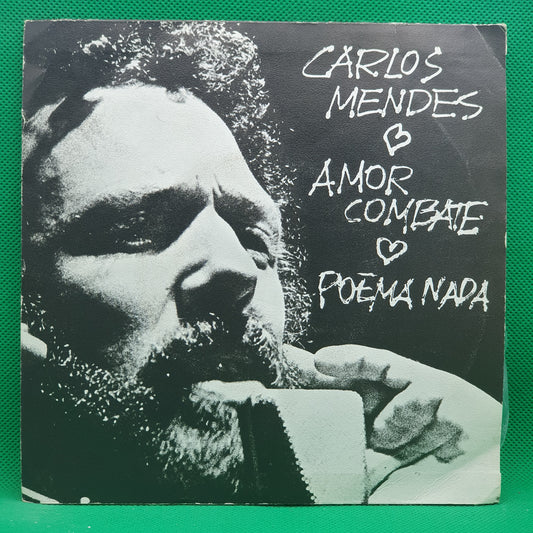 CARLOS
MENDES
AMOR
COMBATE
POEMA NADA